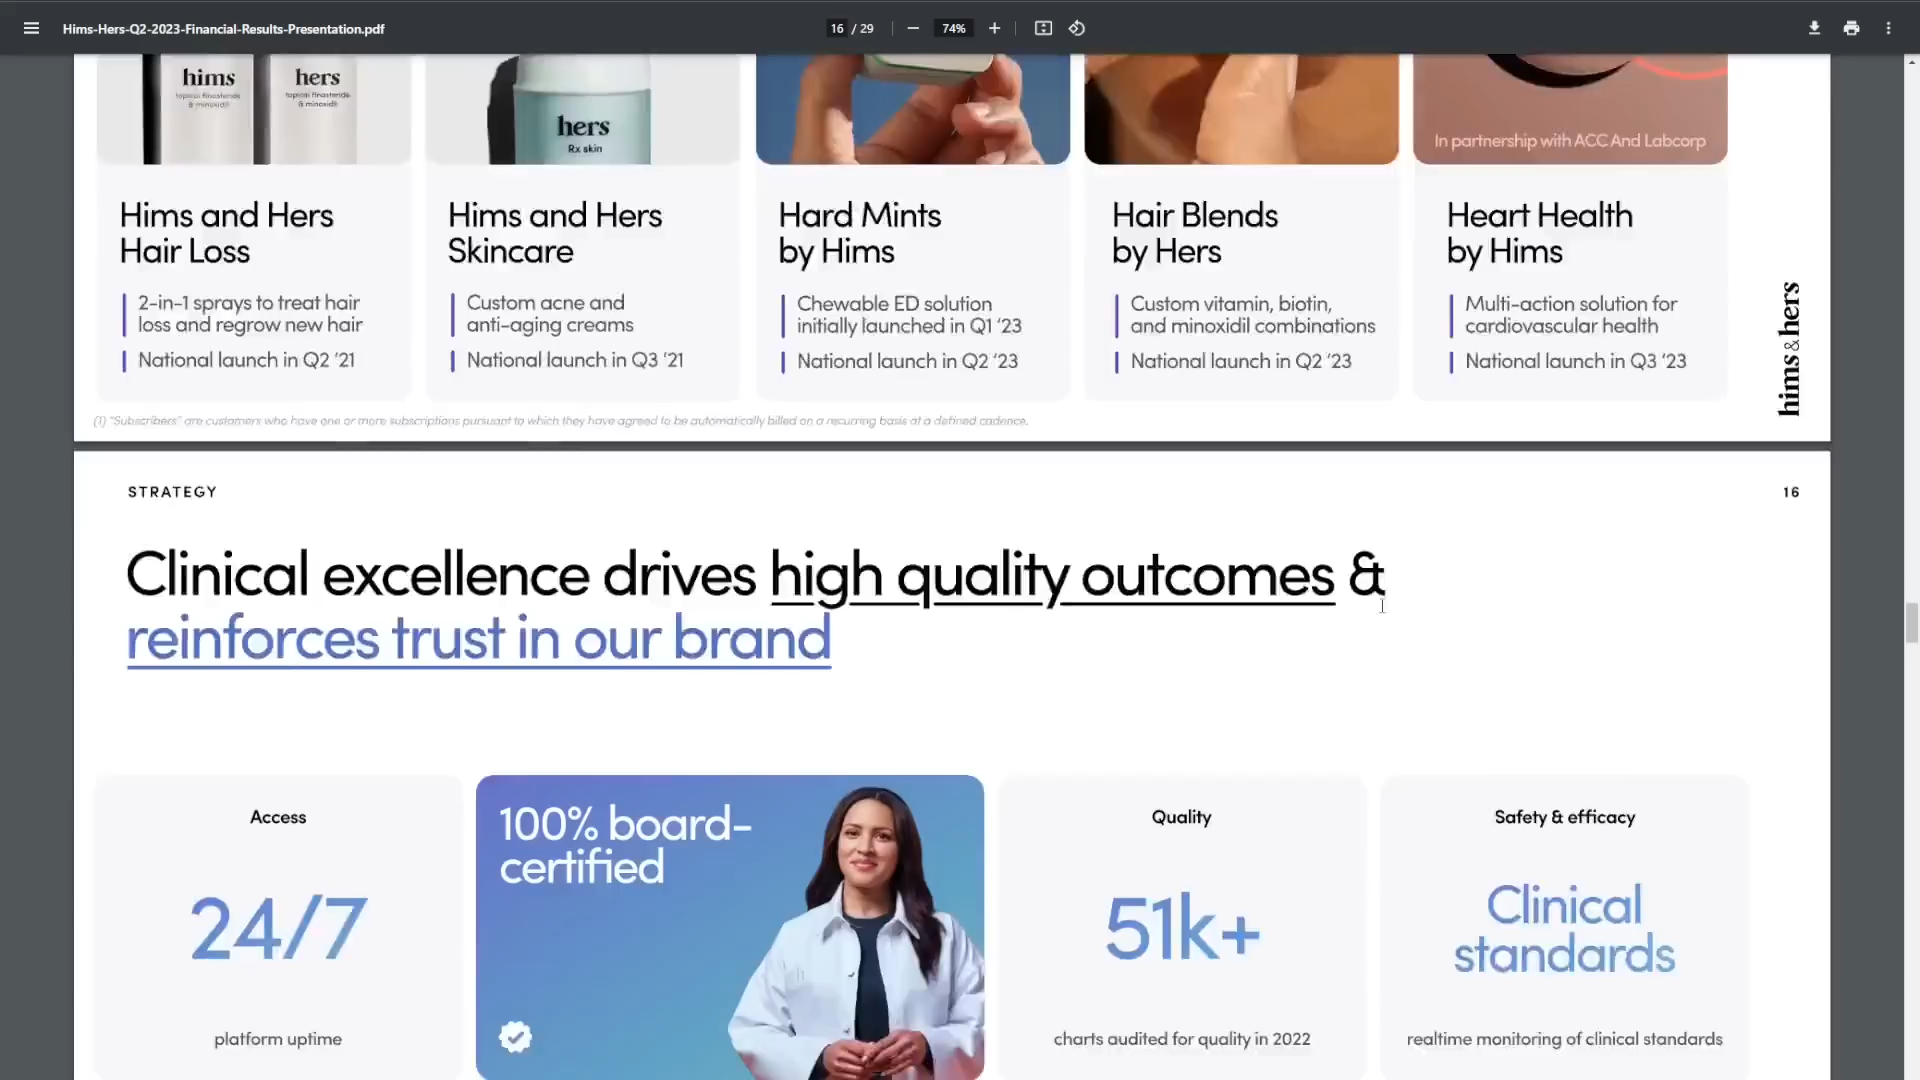 Hims-Hers-Q2-2023-Financial-Results-Presentation.pdf
16 / 29
74%
hims
topical finasteride
& minoxidil
hers
topical finasteride
& minoxidil
hers
Rx skin
In partnership with ACC And Labcorp
Hims and Hers
Hair Loss
2-in-1 sprays to treat hair
loss and regrow new hair
National launch in Q2 ‘21
Hims and Hers
Skincare
Custom acne and
anti-aging creams
National launch in Q3 ‘21
Hard Mints
by Hims
Chewable ED solution
initially launched in Q1 ‘23
National launch in Q2 ‘23
Hair Blends
by Hers
Custom vitamin, biotin,
and minoxidil combinations
National launch in Q2 ‘23
Heart Health
by Hims
Multi-action solution for
cardiovascular health
National launch in Q3 ‘23
hims & hers
(1) “Subscribers” are customers who have one or more subscriptions pursuant to which they have agreed to be automatically billed on a recurring basis at a defined cadence.
STRATEGY
16
Clinical excellence drives high quality outcomes &
reinforces trust in our brand
Access
24/7
platform uptime
100% board-
certified
Quality
51k+
charts audited for quality in 2022
Safety & efficacy
Clinical
standards
realtime monitoring of clinical standards